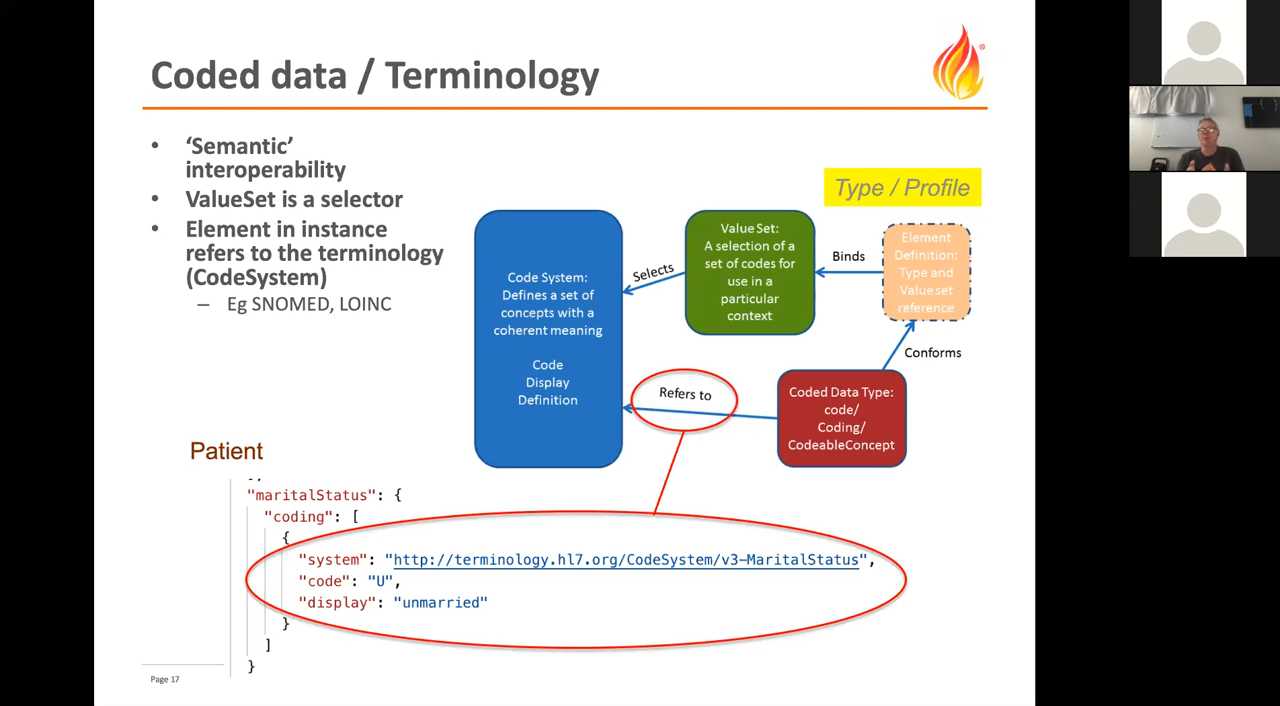 Coded data / Terminology
®
• ‘Semantic’
interoperability
• ValueSet is a selector
• Element in instance
refers to the terminology
(CodeSystem)
– Eg SNOMED, LOINC
Type / Profile
Code System:
Defines a set of
concepts with a
coherent meaning
Code
Display
Definition
Selects
Value Set:
A selection of a
set of codes for
use in a
particular
context
Binds
Element
Definition:
Type and
Value set
reference
Conforms
Refers to
Coded Data Type:
code/
Coding/
CodeableConcept
Patient
"maritalStatus": {
"coding": [
{
"system": "http://terminology.hl7.org/CodeSystem/v3-MaritalStatus",
"code": "U",
"display": "unmarried"
}
]
}
Page 17